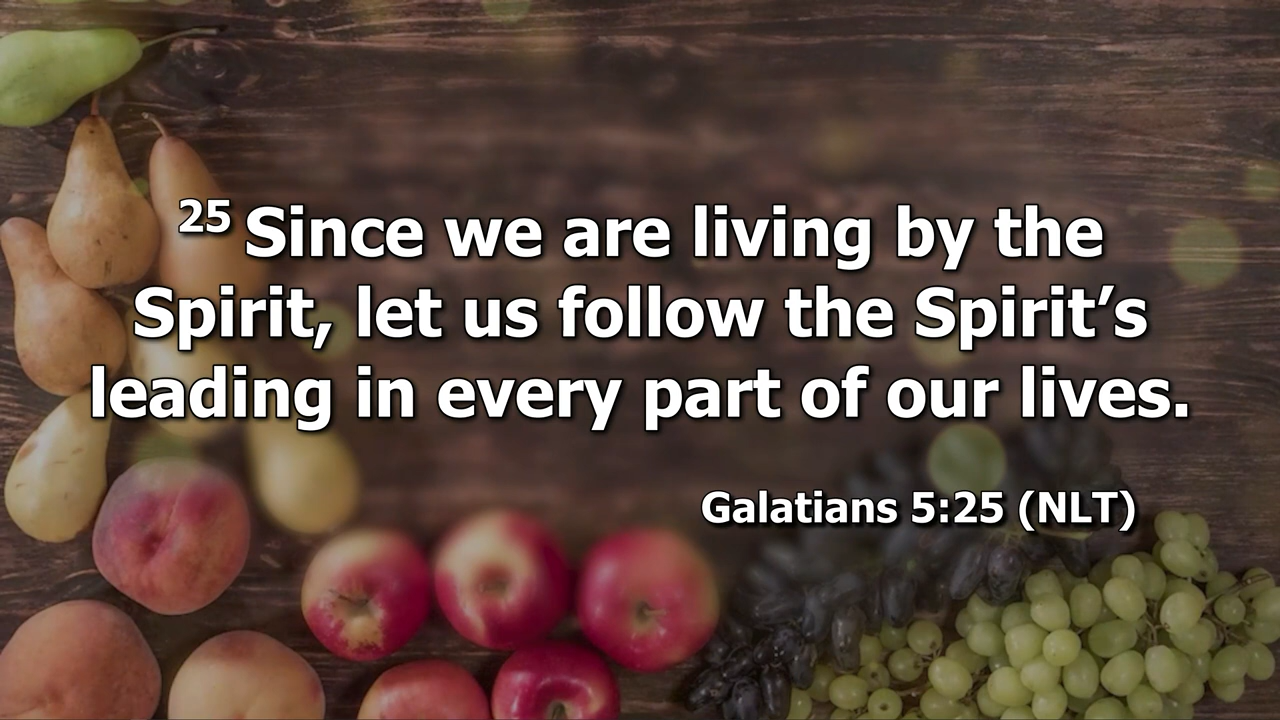 25 Since we are living by the
Spirit, let us follow the Spirit’s
leading in every part of our lives.
Galatians 5:25 (NLT)